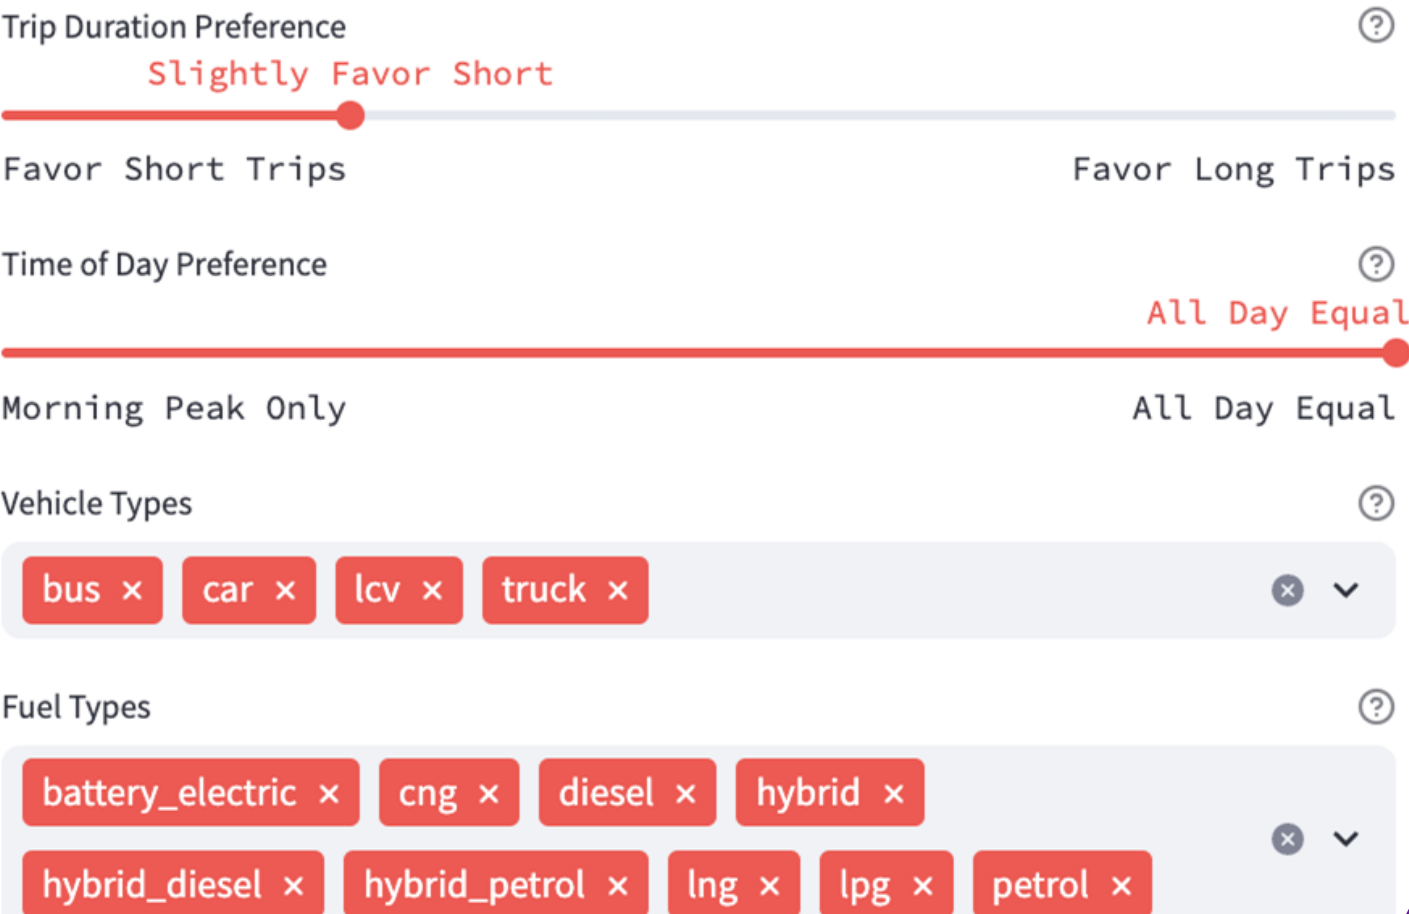 Trip Duration Preference
Slightly Favor Short
Favor Short Trips Favor Long Trips
Time of Day Preference
All Day Equal
Morning Peak Only All Day Equal
Vehicle Types
bus × car × lcv × truck ×
Fuel Types
battery_electric × cng × diesel × hybrid ×
hybrid_diesel × hybrid_petrol × lng × lpg × petrol ×